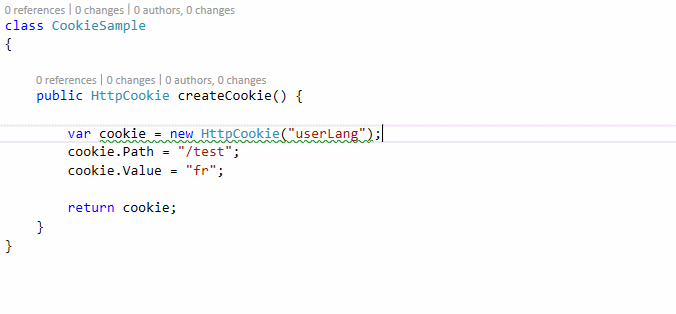 0 references | 0 changes | 0 authors, 0 changes
class CookieSample
{
0 references | 0 changes | 0 authors, 0 changes
public HttpCookie createCookie() {
var cookie = new HttpCookie("userLang");
cookie.Path = "/test";
cookie.Value = "fr";
return cookie;
}
}